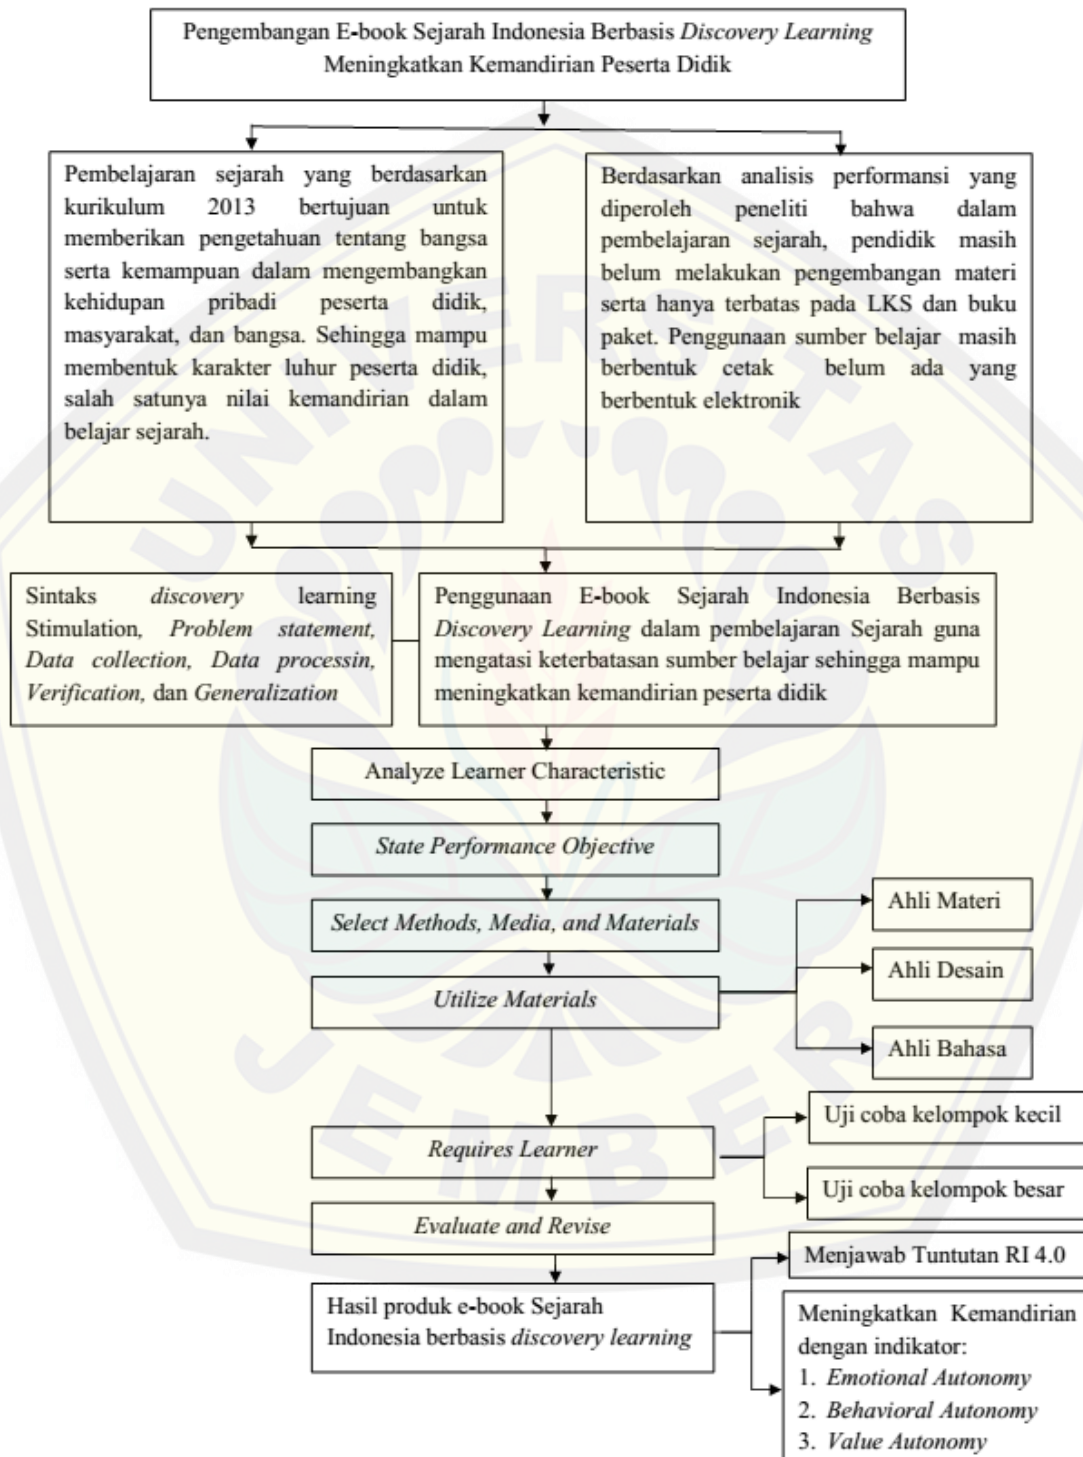 Pengembangan E-book Sejarah Indonesia Berbasis Discovery Learning
Meningkatkan Kemandirian Peserta Didik
Pembelajaran sejarah yang berdasarkan
kurikulum 2013 bertujuan untuk
memberikan pengetahuan tentang bangsa
serta kemampuan dalam mengembangkan
kehidupan pribadi peserta didik,
masyarakat, dan bangsa. Sehingga mampu
membentuk karakter luhur peserta didik,
salah satunya nilai kemandirian dalam
belajar sejarah.
Berdasarkan analisis performansi yang
diperoleh peneliti bahwa dalam
pembelajaran sejarah, pendidik masih
belum melakukan pengembangan materi
serta hanya terbatas pada LKS dan buku
paket. Penggunaan sumber belajar masih
berbentuk cetak belum ada yang
berbentuk elektronik
Sintaks discovery learning
Stimulation, Problem statement,
Data collection, Data processin,
Verification, dan Generalization
Penggunaan E-book Sejarah Indonesia Berbasis
Discovery Learning dalam pembelajaran Sejarah guna
mengatasi keterbatasan sumber belajar sehingga mampu
meningkatkan kemandirian peserta didik
Analyze Learner Characteristic
State Performance Objective
Select Methods, Media, and Materials
Utilize Materials
Ahli Materi
Ahli Desain
Ahli Bahasa
Requires Learner
Uji coba kelompok kecil
Uji coba kelompok besar
Evaluate and Revise
Hasil produk e-book Sejarah
Indonesia berbasis discovery learning
Menjawab Tuntutan RI 4.0
Meningkatkan Kemandirian
dengan indikator:
1. Emotional Autonomy
2. Behavioral Autonomy
3. Value Autonomy
UNIVERSITAS
JEMBER